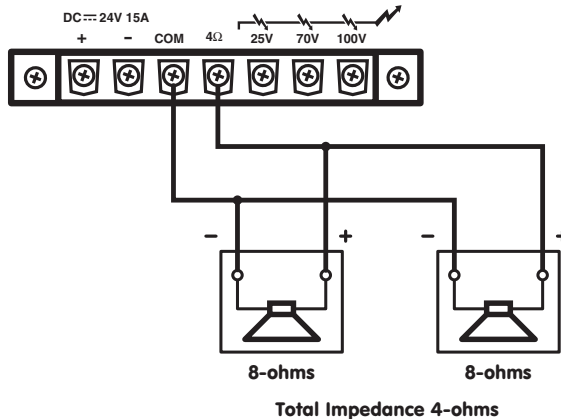 DC⎓24V 15A
+ − COM 4Ω 25V 70V 100V
− + −
8-ohms 8-ohms
Total Impedance 4-ohms